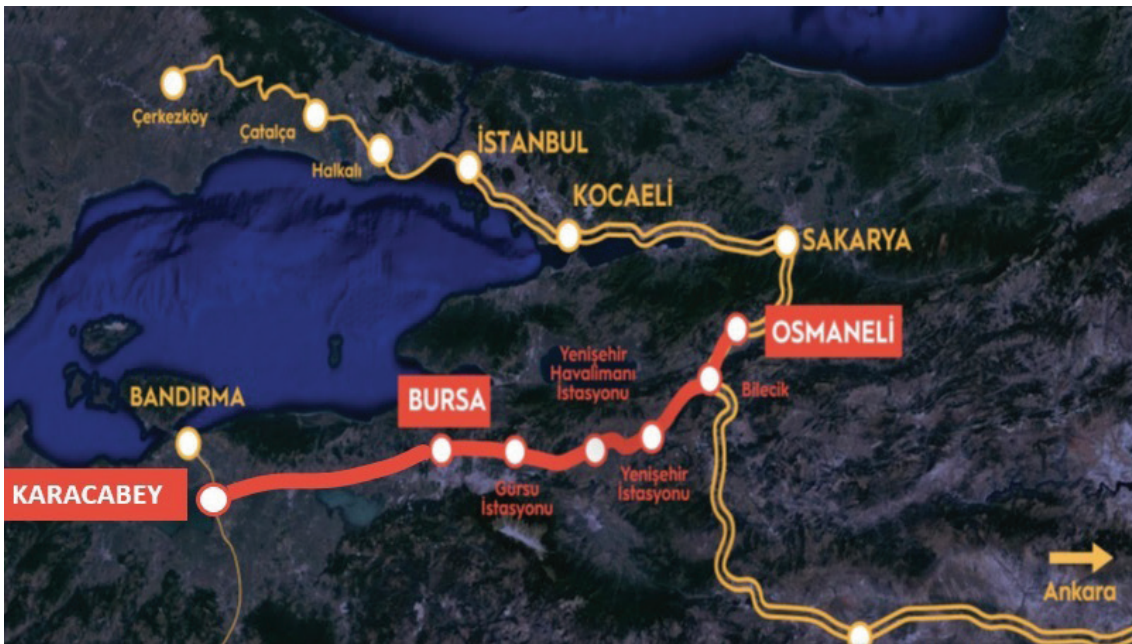 Çerkezköy
Çatalça
Halkalı
İSTANBUL
KOCAELİ
SAKARYA
OSMANELİ
Bilecik
Yenişehir
Havalimanı
İstasyonu
Yenişehir
İstasyonu
Gürsu
İstasyonu
BURSA
BANDIRMA
KARACABEY
Ankara